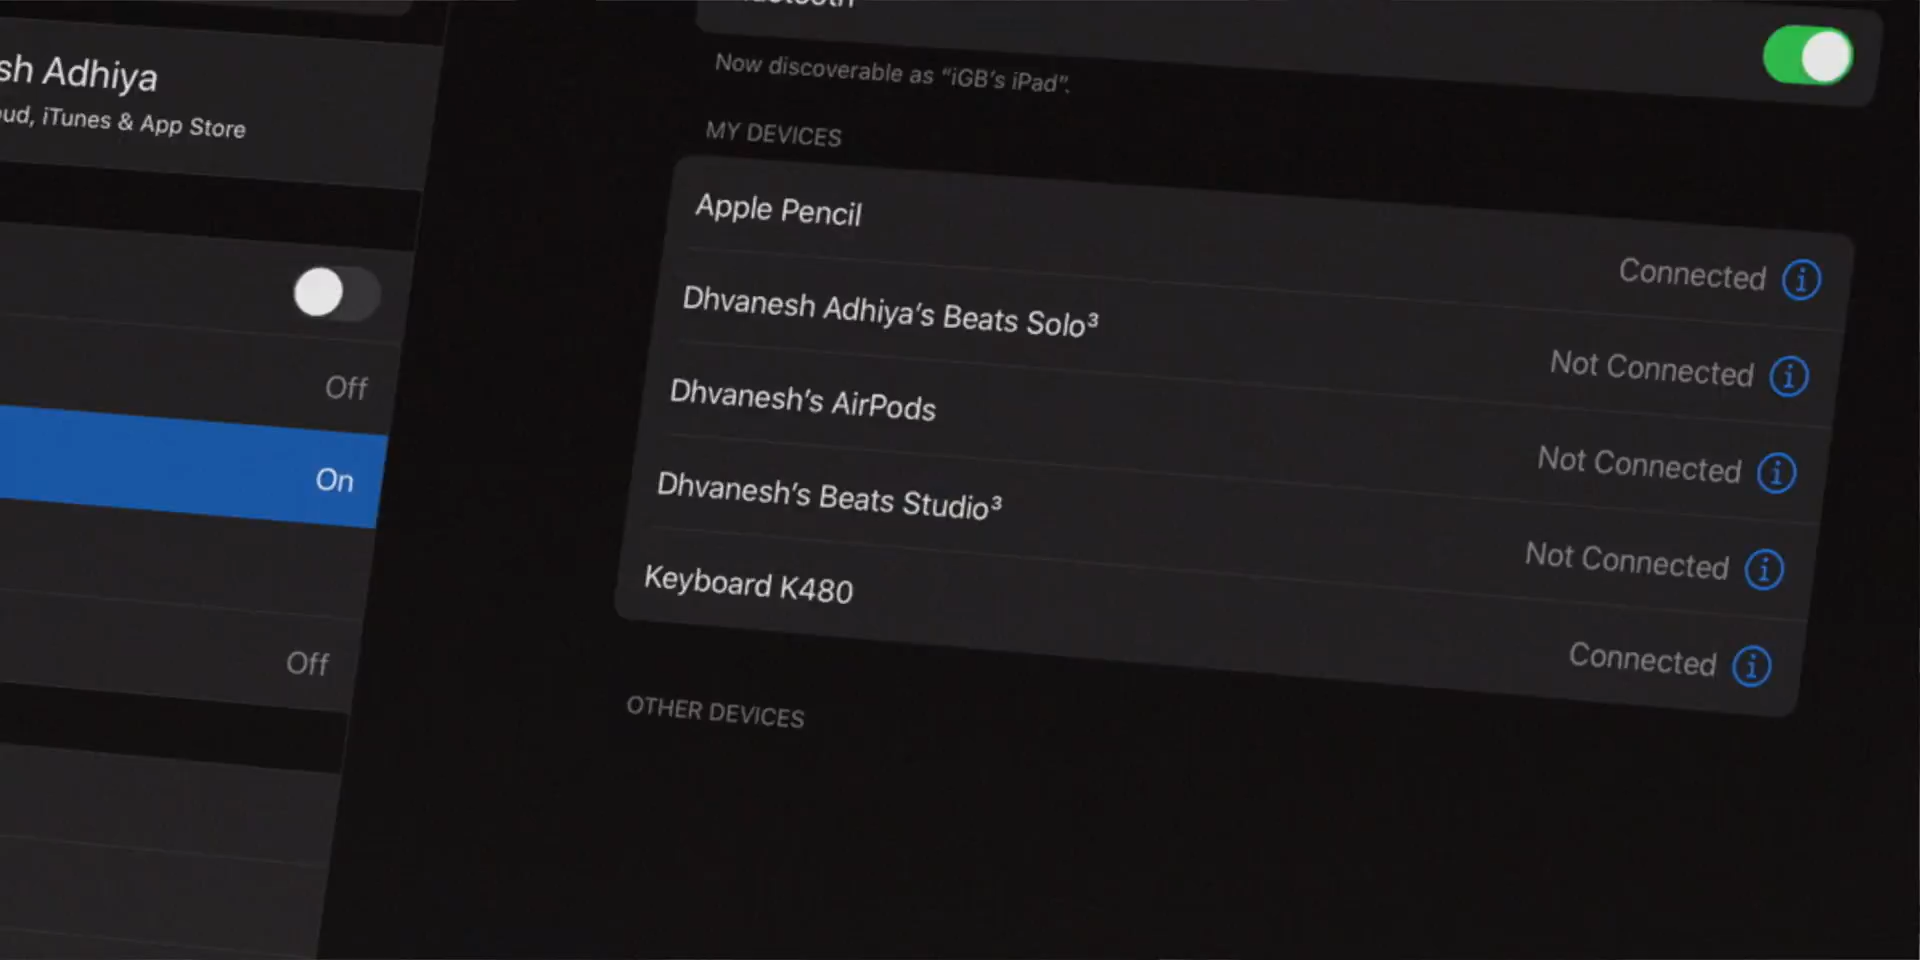 sh Adhiya
ud, iTunes & App Store
Off
On
Off
Now discoverable as “iGB’s iPad”.
MY DEVICES
Apple Pencil
Connected
Dhvanesh Adhiya’s Beats Solo³
Not Connected
Dhvanesh’s AirPods
Not Connected
Dhvanesh’s Beats Studio³
Not Connected
Keyboard K480
Connected
OTHER DEVICES